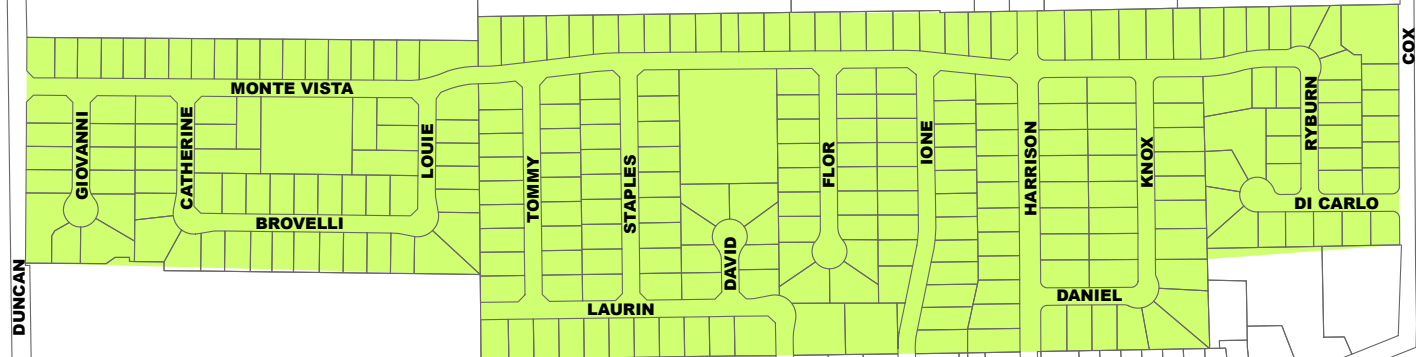 MONTE VISTA
GIOVANNI
CATHERINE
LOUIE
BROVELLI
DUNCAN
TOMMY
STAPLES
DAVID
LAURIN
FLOR
IONE
HARRISON
KNOX
DANIEL
RYBURN
DI CARLO
COX